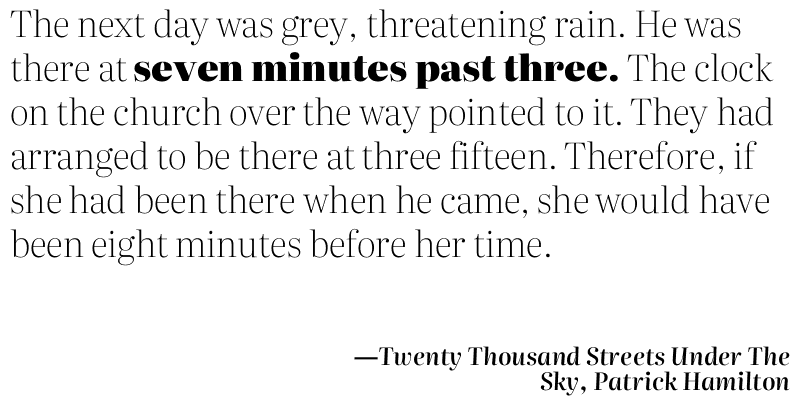 The next day was grey, threatening rain. He was
there at seven minutes past three. The clock
on the church over the way pointed to it. They had
arranged to be there at three fifteen. Therefore, if
she had been there when he came, she would have
been eight minutes before her time.
—Twenty Thousand Streets Under The
Sky, Patrick Hamilton